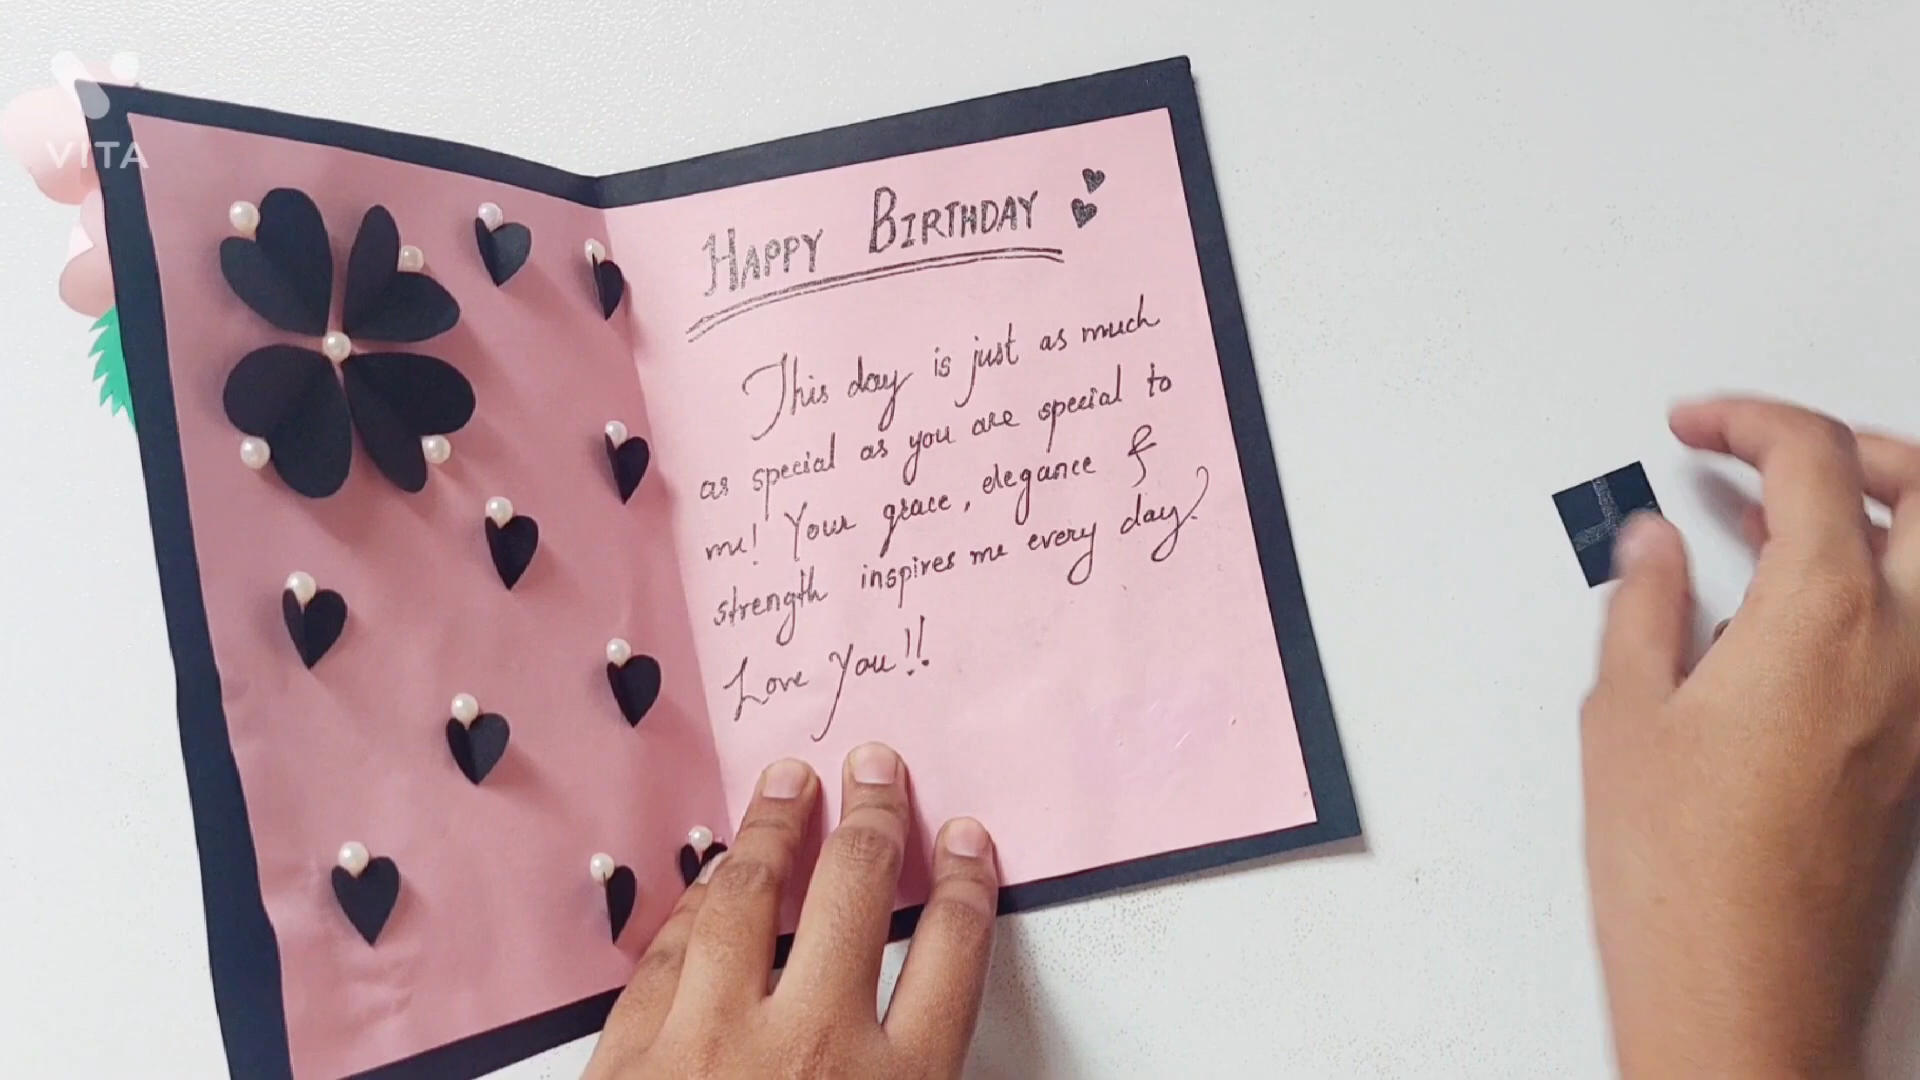 VITA
HAPPY BIRTHDAY
This day is just as much
as special as you are special to
me! Your grace, elegance &
strength inspires me every day.
Love You!!